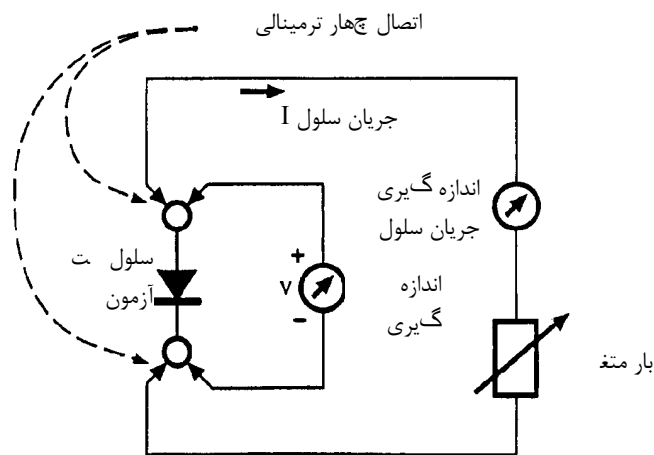 اتصال چهار ترمینالی
جریان سلول I
اندازه گیری
جریان سلول
سلول ت
آزمون
+
V
-
اندازه
گیری
بار متغ